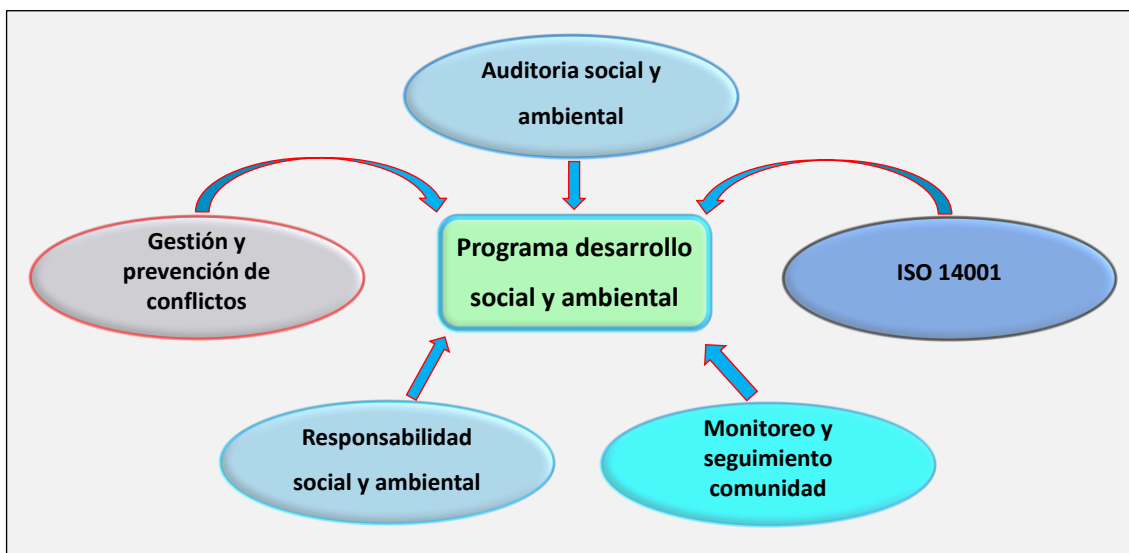 Auditoria social y
ambiental
Gestión y
prevención de
conflictos
Programa desarrollo
social y ambiental
ISO 14001
Responsabilidad
social y ambiental
Monitoreo y
seguimiento
comunidad